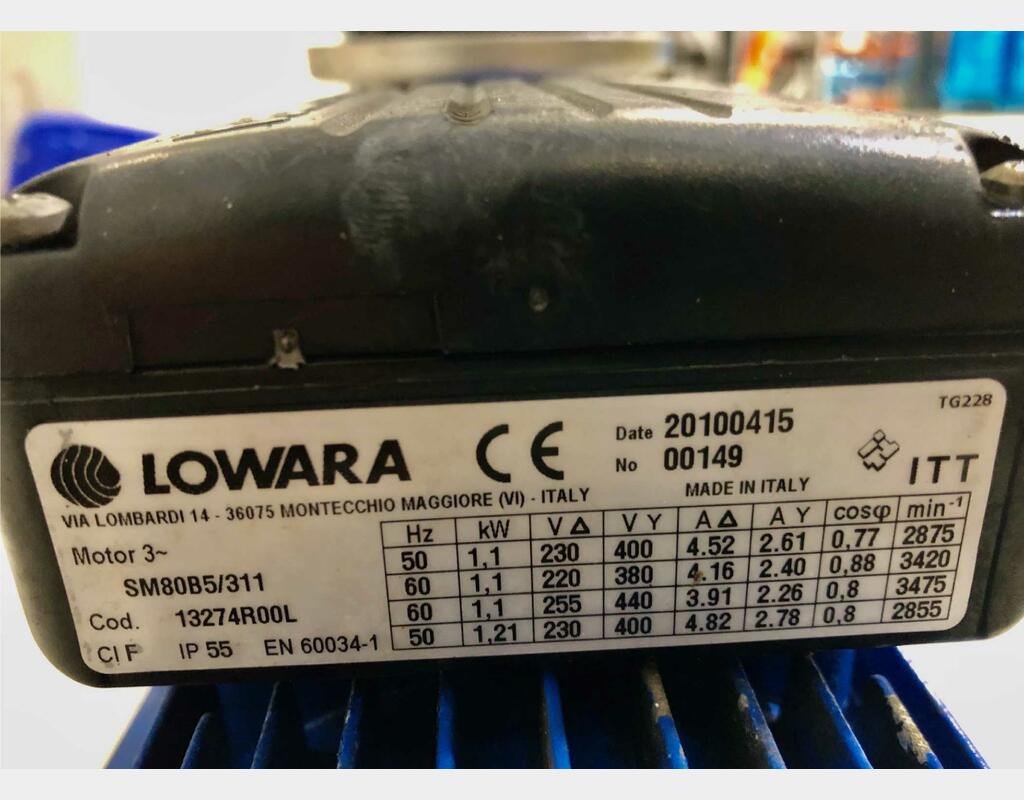 TG228
LOWARA CE Date 20100415
No 00149 ITT
VIA LOMBARDI 14 - 36075 MONTECCHIO MAGGIORE (VI) - ITALY MADE IN ITALY
Motor 3~
SM80B5/311
Cod. 13274R00L
Cl F IP 55 EN 60034-1
Hz kW V Δ V Y A Δ A Y cosφ min-1
50 1,1 230 400 4.52 2.61 0,77 2875
60 1,1 220 380 4.16 2.40 0,88 3420
60 1,1 255 440 3.91 2.26 0,8 3475
50 1,21 230 400 4.82 2.78 0,8 2855